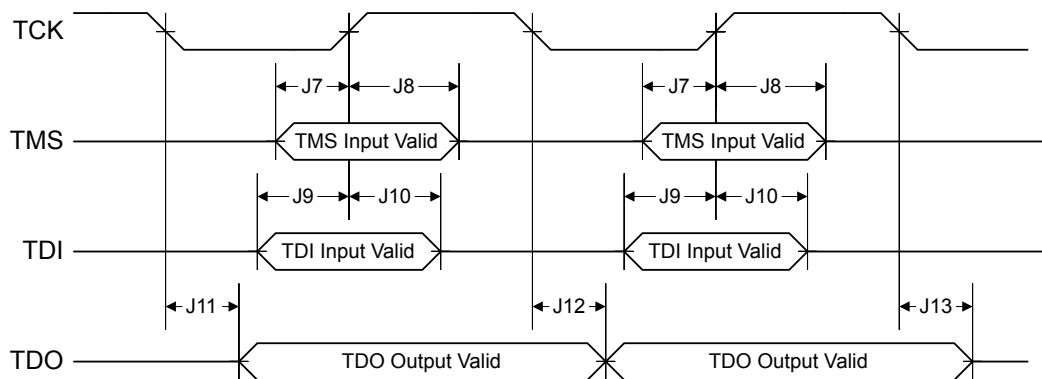 TCK
J7 J8 J7 J8
TMS TMS Input Valid TMS Input Valid
J9 J10 J9 J10
TDI TDI Input Valid TDI Input Valid
J11 J12 J13
TDO TDO Output Valid TDO Output Valid